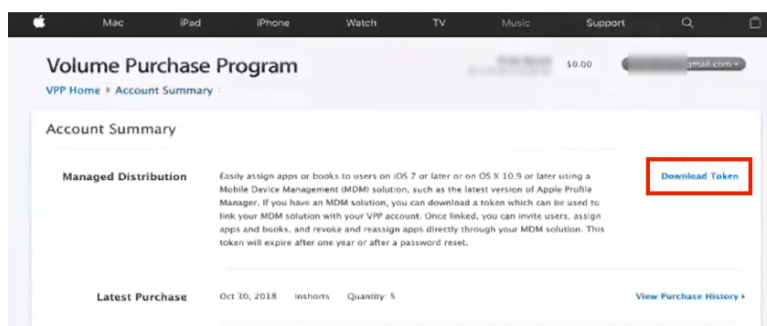 Mac iPad iPhone Watch TV Music Support
Volume Purchase Program
$0.00
gmail.com
VPP Home Account Summary
Account Summary
Managed Distribution
Easily assign apps or books to users on iOS 7 or later or on OS X 10.9 or later using a
Mobile Device Management (MDM) solution, such as the latest version of Apple Profile
Manager. If you have an MDM solution, you can download a token which can be used to
link your MDM solution with your VPP account. Once linked, you can invite users, assign
apps and books, and revoke and reassign apps directly through your MDM solution. This
token will expire after one year or after a password reset.
Download Token
Latest Purchase Oct 30, 2018 inshorts Quantity: 5 View Purchase History